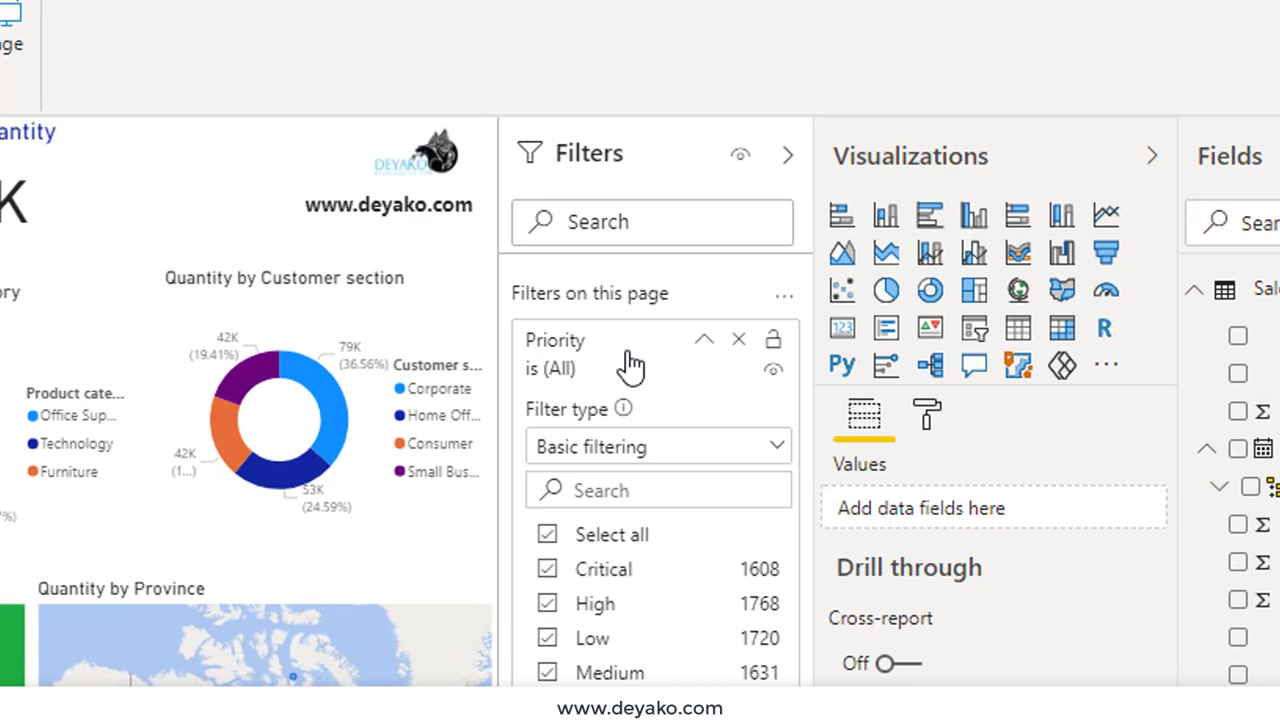 ge
antity
DEYAKO
K
www.deyako.com
ory
Quantity by Customer section
42K
(19.41%)
79K
(36.56%)
Customer s...
Corporate
Home Off...
Consumer
Small Bus...
Product cate...
Office Sup...
Technology
Furniture
42K
(1...)
53K
(24.59%)
%)
Quantity by Province
Filters
Search
Filters on this page
...
Priority
is (All)
Filter type
Basic filtering
Search
Select all
Critical 1608
High 1768
Low 1720
Medium 1631
Visualizations
123
R
Py
...
Values
Add data fields here
Drill through
Cross-report
Off
Fields
Sear
Sale
Σ
Σ
Σ
Σ
www.deyako.com